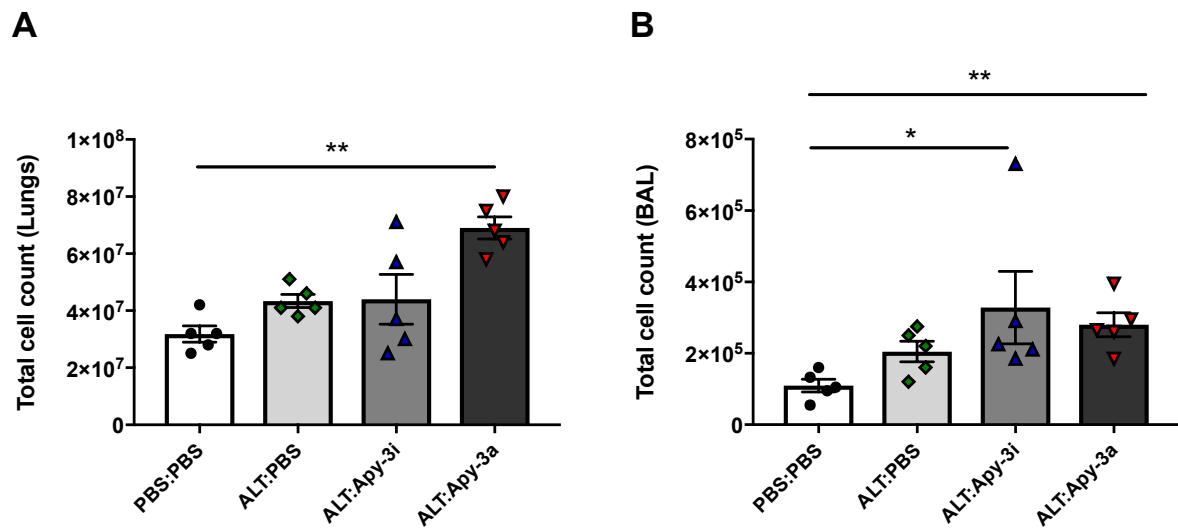 A
Total cell count (Lungs)
1×10⁸
8×10⁷
6×10⁷
4×10⁷
2×10⁷
0
**
PBS:PBS
ALT:PBS
ALT:Apy-3i
ALT:Apy-3a
B
Total cell count (BAL)
8×10⁵
6×10⁵
4×10⁵
2×10⁵
0
**
*
PBS:PBS
ALT:PBS
ALT:Apy-3i
ALT:Apy-3a